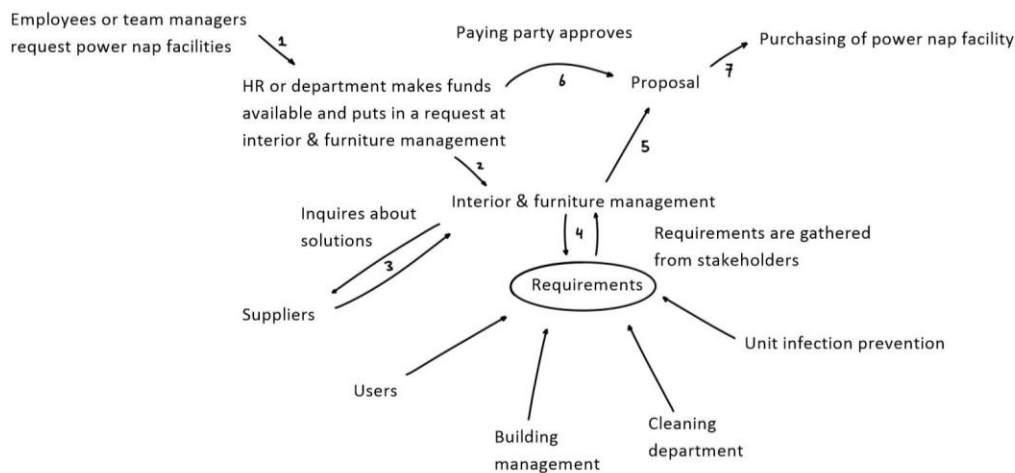 Employees or team managers
request power nap facilities
1
Paying party approves
Purchasing of power nap facility
7
6
Proposal
HR or department makes funds
available and puts in a request at
interior & furniture management
2
5
Interior & furniture management
Inquires about
solutions
3
4
Requirements are gathered
from stakeholders
Requirements
Suppliers
Unit infection prevention
Users
Building
management
Cleaning
department